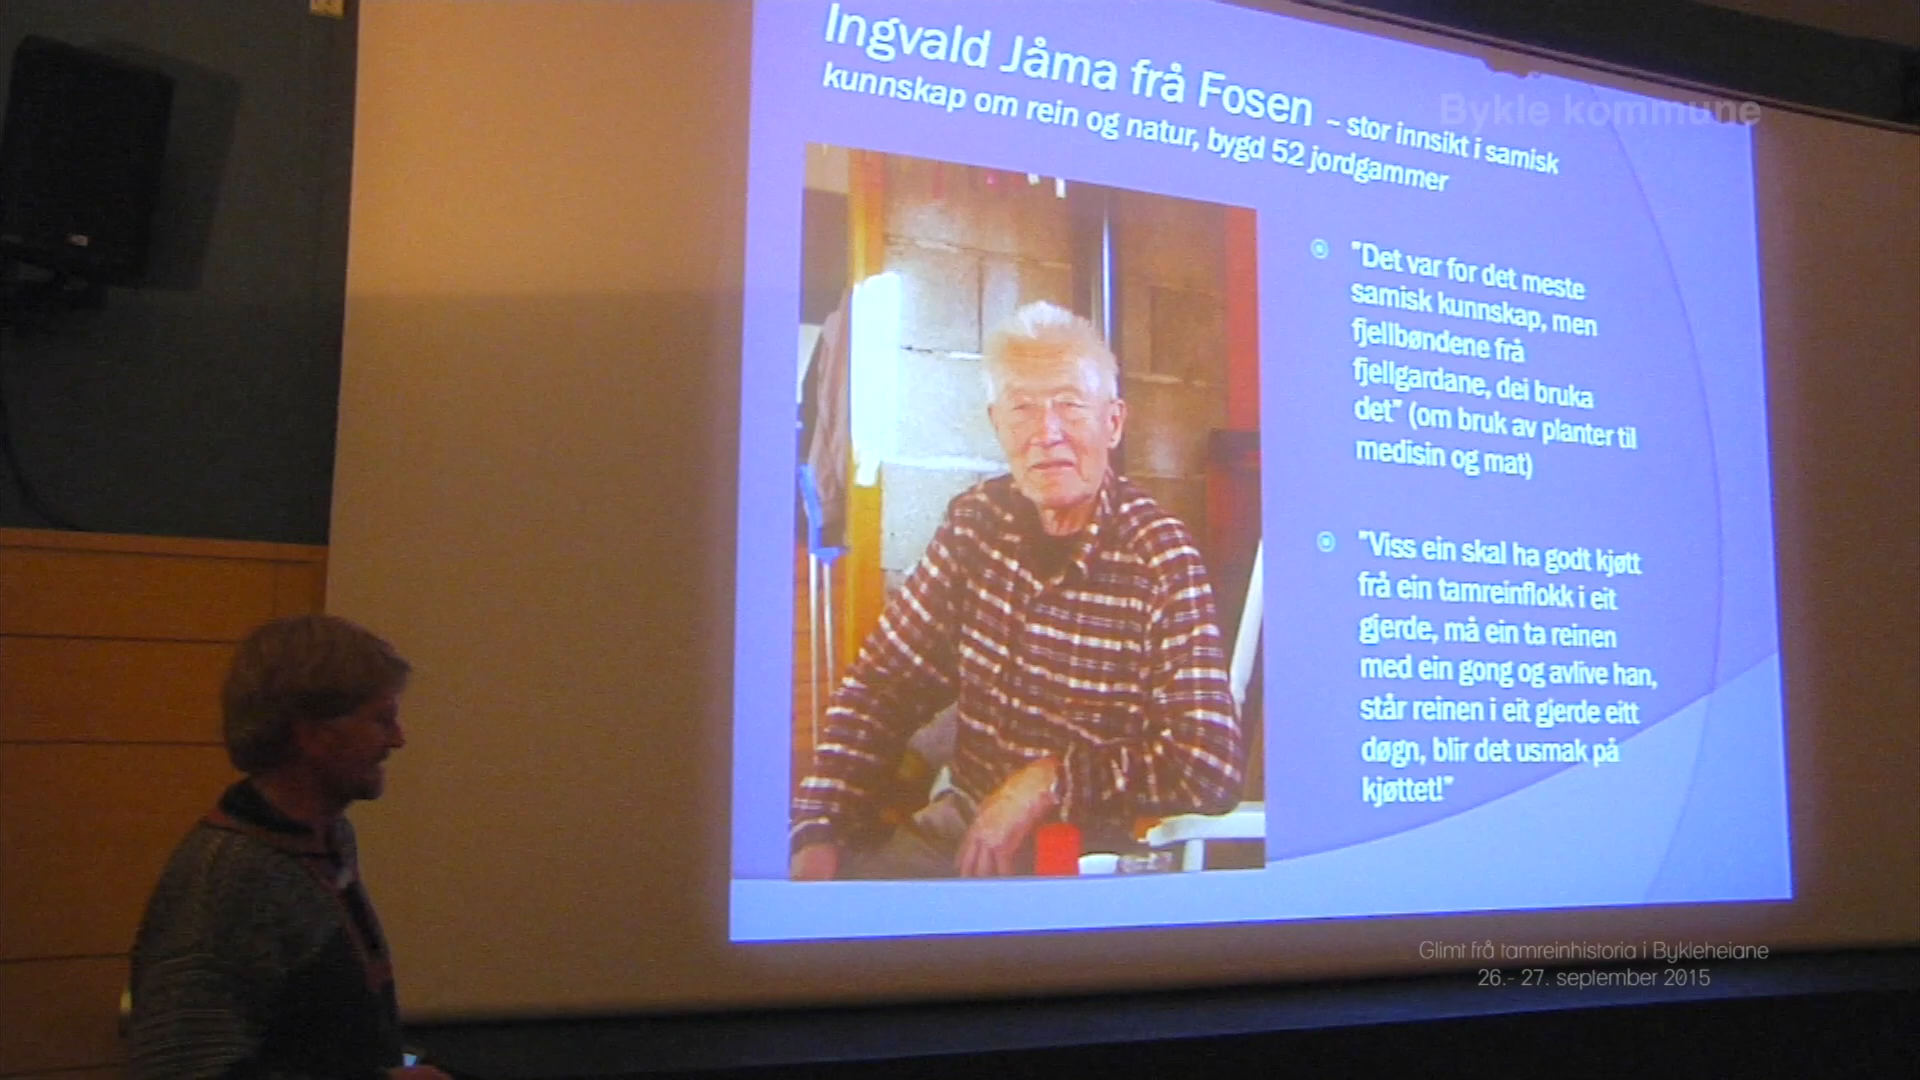 Ingvald Jåma frå Fosen – stor innsikt i samisk
kunnskap om rein og natur, bygd 52 jordgammer
Bykle kommune
"Det var for det meste
samisk kunnskap, men
fjellbøndene frå
fjellgardane, dei bruka
det" (om bruk av planter til
medisin og mat)
"Viss ein skal ha godt kjøtt
frå ein tamreinflokk i eit
gjerde, må ein ta reinen
med ein gong og avlive han,
står reinen i eit gjerde eitt
døgn, blir det usmak på
kjøttet!"
Glimt frå tamreinhistoria i Bykleheiane
26.- 27. september 2015